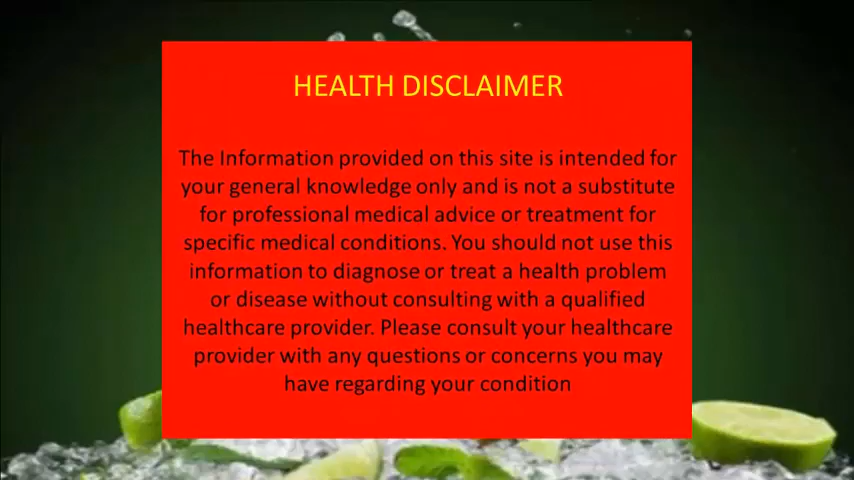 HEALTH DISCLAIMER
The Information provided on this site is intended for
your general knowledge only and is not a substitute
for professional medical advice or treatment for
specific medical conditions. You should not use this
information to diagnose or treat a health problem
or disease without consulting with a qualified
healthcare provider. Please consult your healthcare
provider with any questions or concerns you may
have regarding your condition